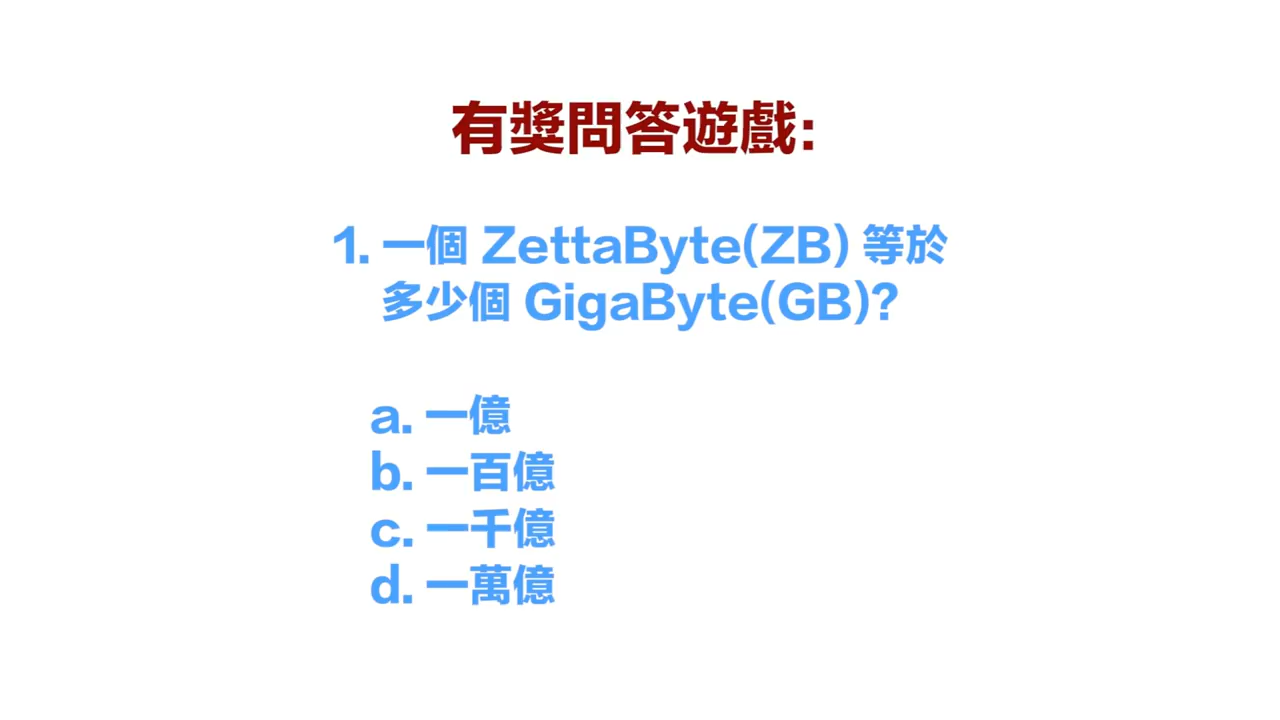 有獎問答遊戲:
1. 一個 ZettaByte(ZB) 等於
多少個 GigaByte(GB)?
a. 一億
b. 一百億
c. 一千億
d. 一萬億